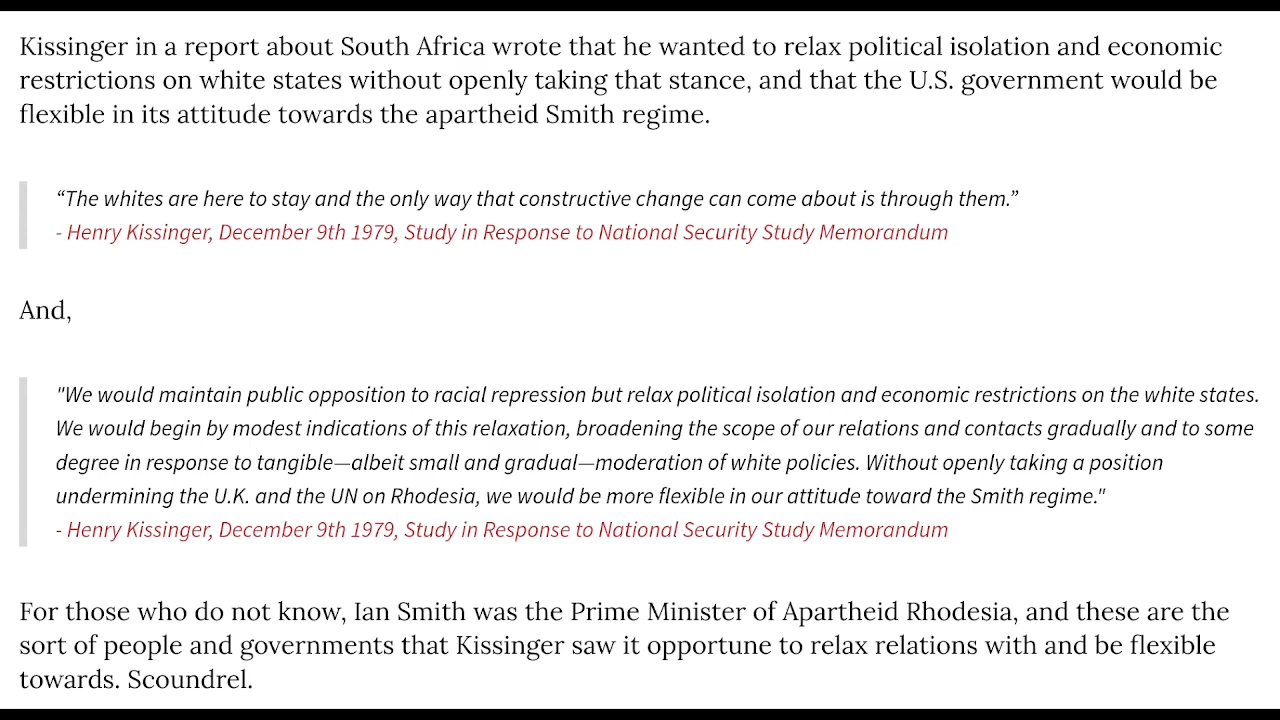 Kissinger in a report about South Africa wrote that he wanted to relax political isolation and economic
restrictions on white states without openly taking that stance, and that the U.S. government would be
flexible in its attitude towards the apartheid Smith regime.
“The whites are here to stay and the only way that constructive change can come about is through them.”
- Henry Kissinger, December 9th 1979, Study in Response to National Security Study Memorandum
And,
"We would maintain public opposition to racial repression but relax political isolation and economic restrictions on the white states.
We would begin by modest indications of this relaxation, broadening the scope of our relations and contacts gradually and to some
degree in response to tangible—albeit small and gradual—moderation of white policies. Without openly taking a position
undermining the U.K. and the UN on Rhodesia, we would be more flexible in our attitude toward the Smith regime."
- Henry Kissinger, December 9th 1979, Study in Response to National Security Study Memorandum
For those who do not know, Ian Smith was the Prime Minister of Apartheid Rhodesia, and these are the
sort of people and governments that Kissinger saw it opportune to relax relations with and be flexible
towards. Scoundrel.